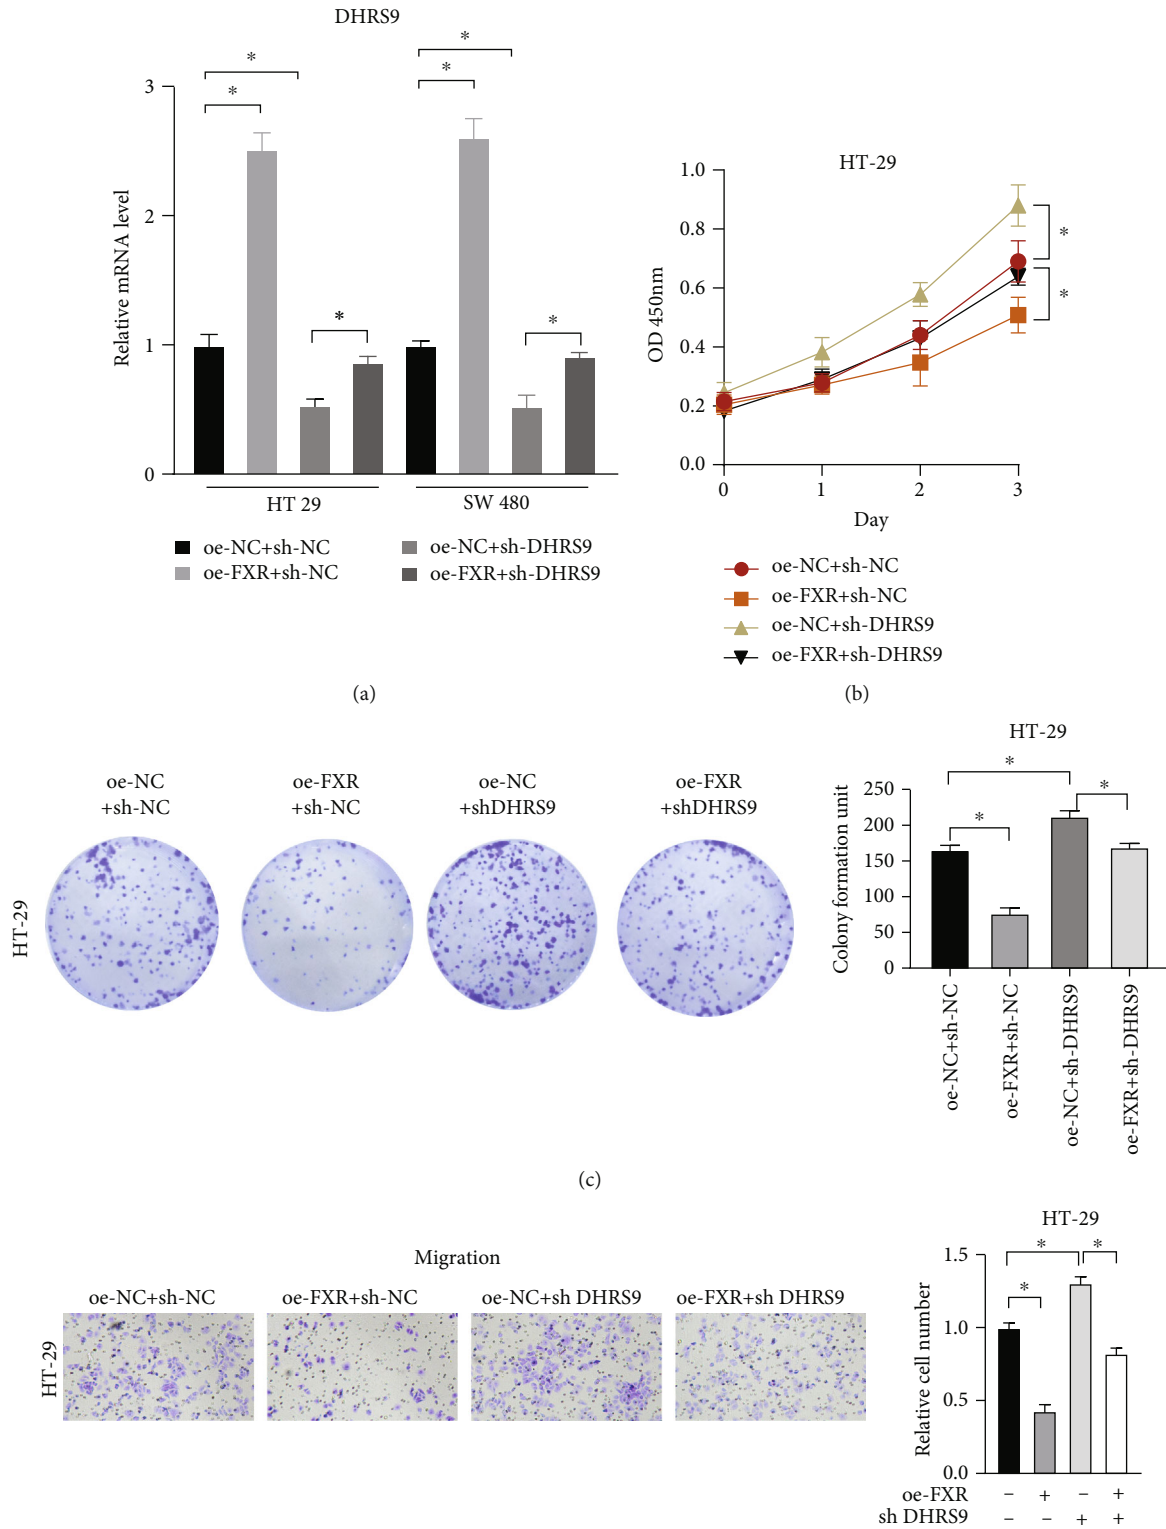 DHRS9
*
*
*
*
*
*
Relative mRNA level
3
2
1
0
HT 29
SW 480
oe-NC+sh-NC
oe-FXR+sh-NC
oe-NC+sh-DHRS9
oe-FXR+sh-DHRS9
(a)
HT-29
OD 450nm
1.0
0.8
0.6
0.4
0.2
0.0
0
1
2
3
Day
*
*
oe-NC+sh-NC
oe-FXR+sh-NC
oe-NC+sh-DHRS9
oe-FXR+sh-DHRS9
(b)
HT-29
oe-NC
+sh-NC
oe-FXR
+sh-NC
oe-NC
+shDHRS9
oe-FXR
+shDHRS9
HT-29
Colony formation unit
250
200
150
100
50
0
*
*
*
oe-NC+sh-NC
oe-FXR+sh-NC
oe-NC+sh-DHRS9
oe-FXR+sh-DHRS9
(c)
Migration
oe-NC+sh-NC
oe-FXR+sh-NC
oe-NC+sh DHRS9
oe-FXR+sh DHRS9
HT-29
HT-29
Relative cell number
1.5
1.0
0.5
0.0
*
*
*
oe-FXR – + – +
sh DHRS9 – – + +